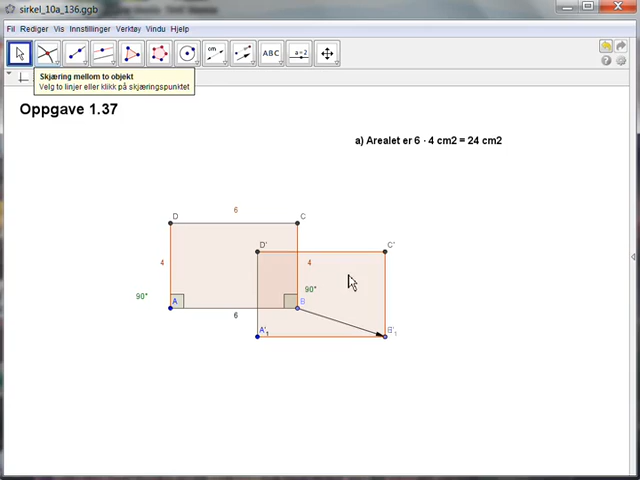 sirkel_10a_136.ggb
Fil Rediger Vis Innstillinger Verktøy Vindu Hjelp
cm
ABC
a=2
Skjæring mellom to objekt
Velg to linjer eller klikk på skjæringspunktet
Oppgave 1.37
a) Arealet er 6 · 4 cm2 = 24 cm2
6
D C
D' C'
4 4
90° A 90° B
6
A'₁ B'₁